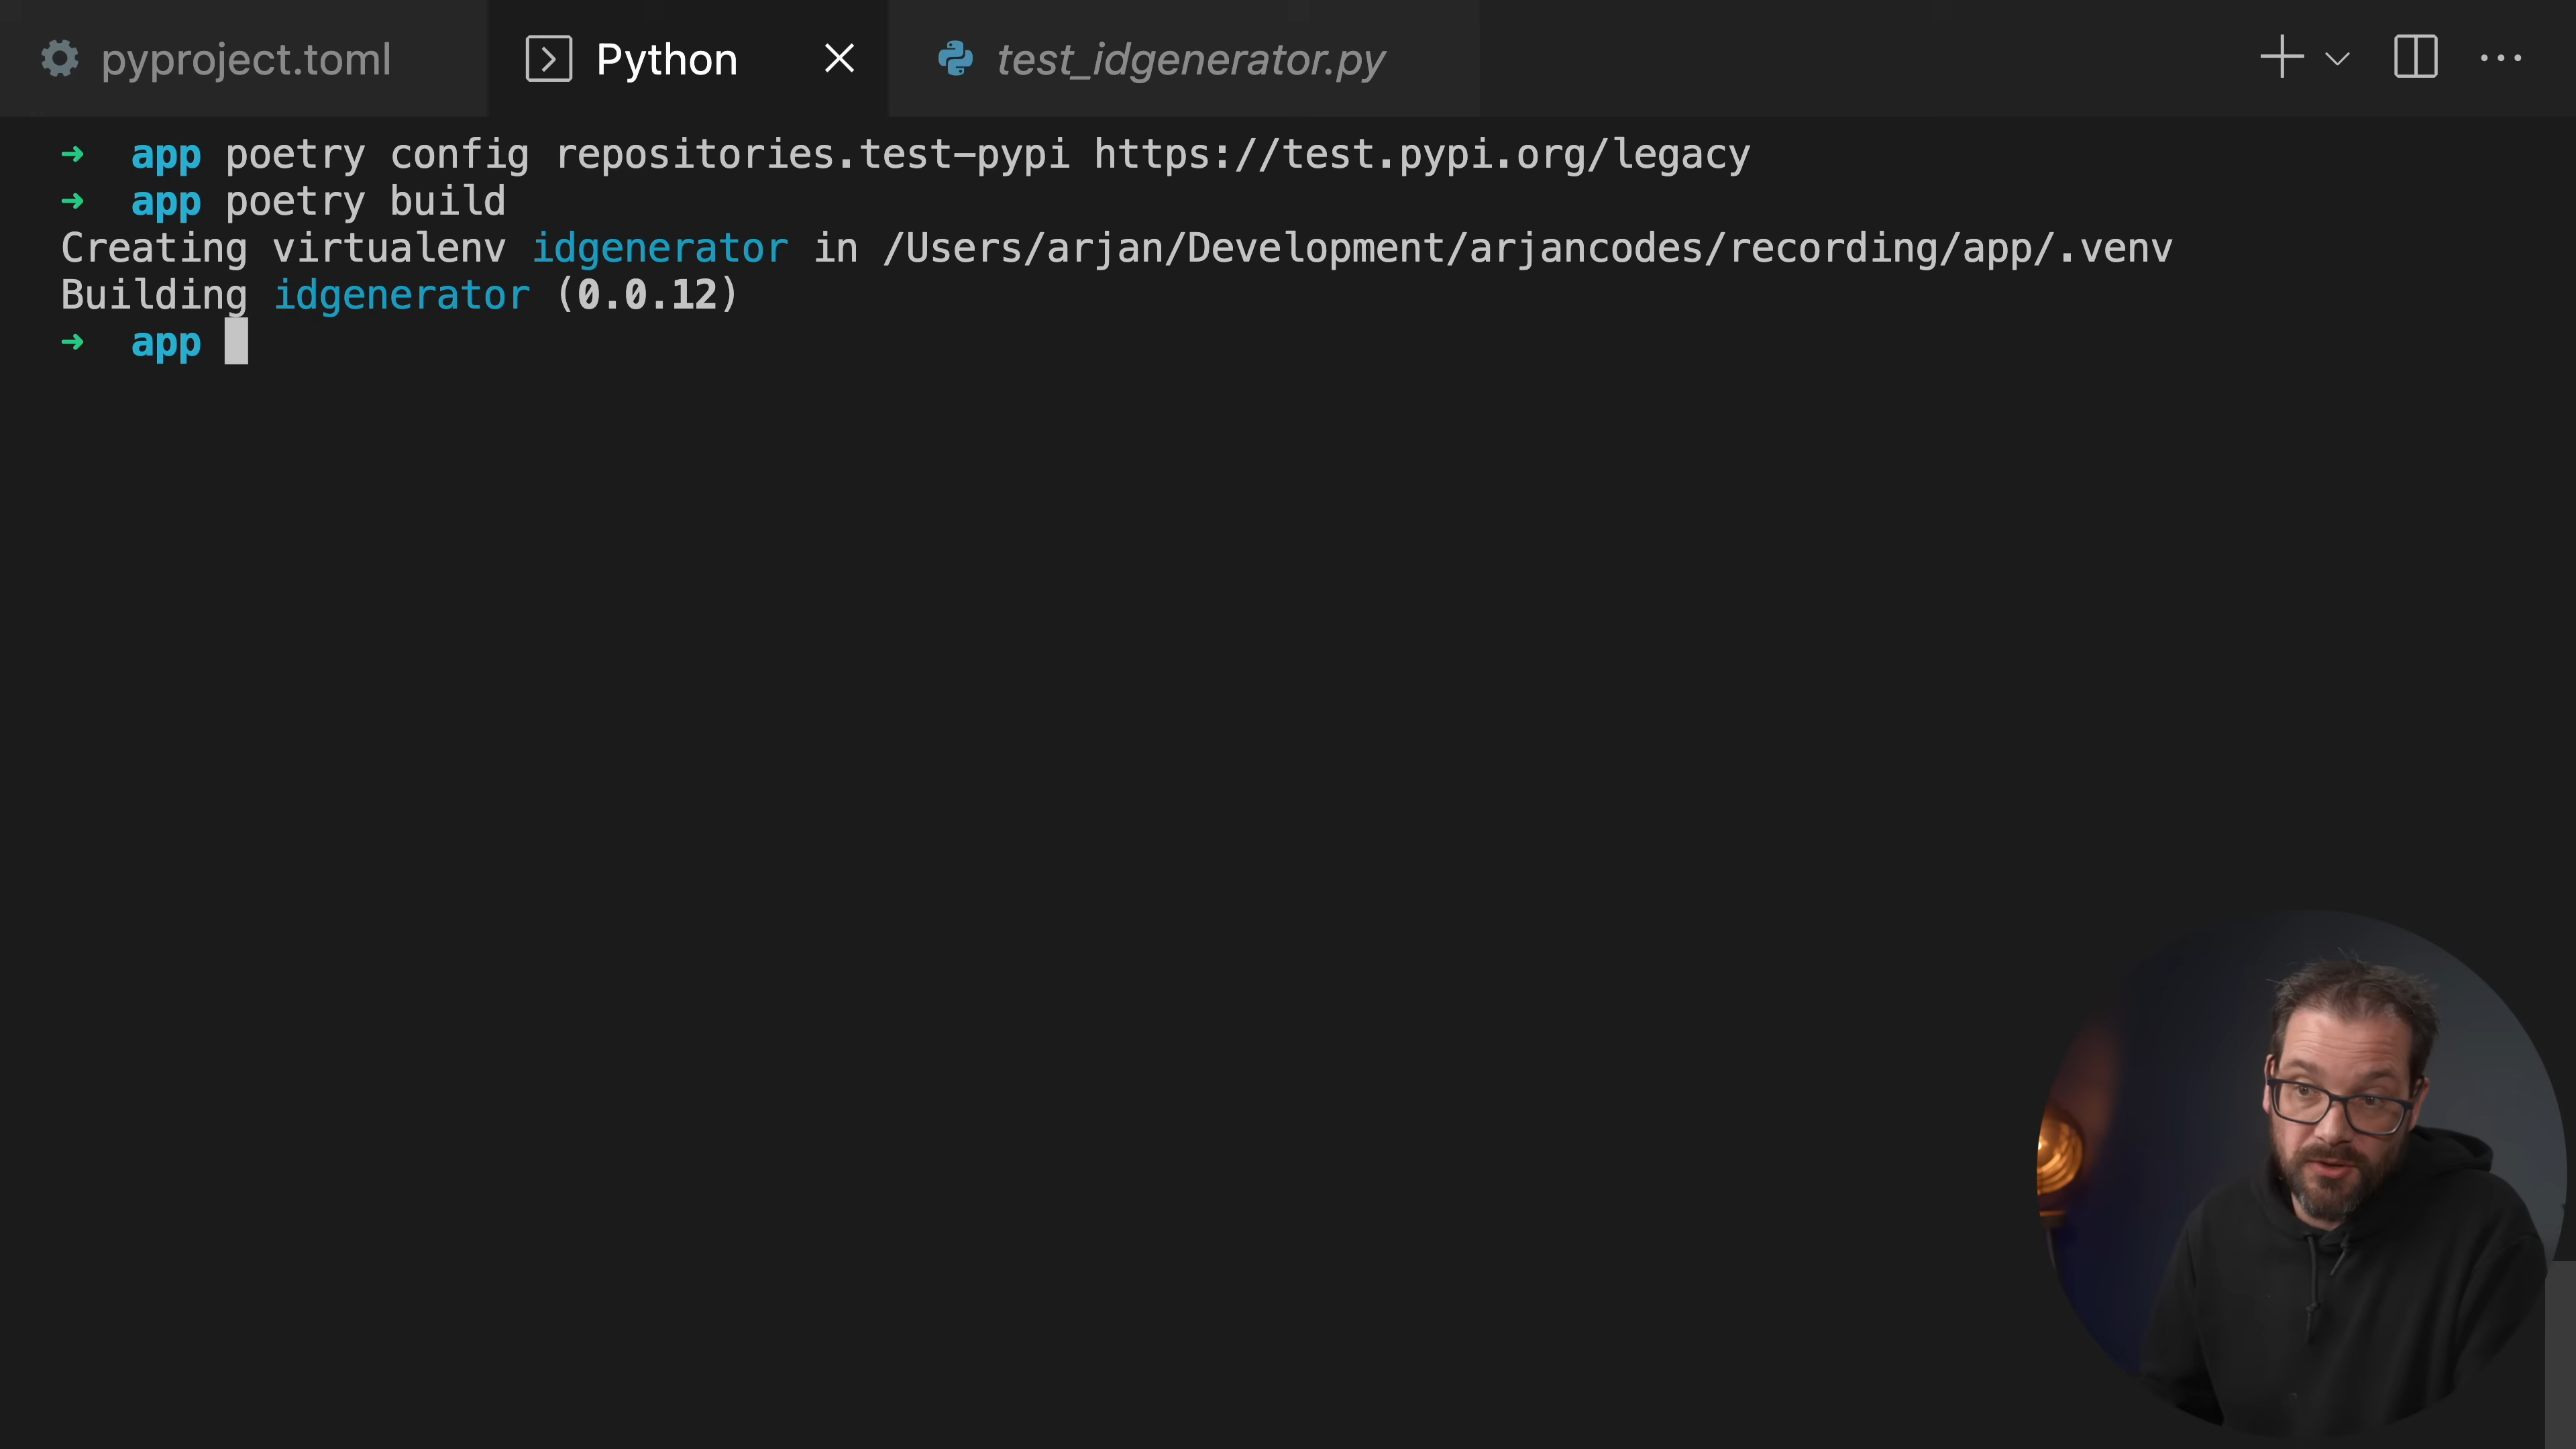 pyproject.toml
Python
test_idgenerator.py
→ app poetry config repositories.test-pypi https://test.pypi.org/legacy
→ app poetry build
Creating virtualenv idgenerator in /Users/arjan/Development/arjancodes/recording/app/.venv
Building idgenerator (0.0.12)
→ app